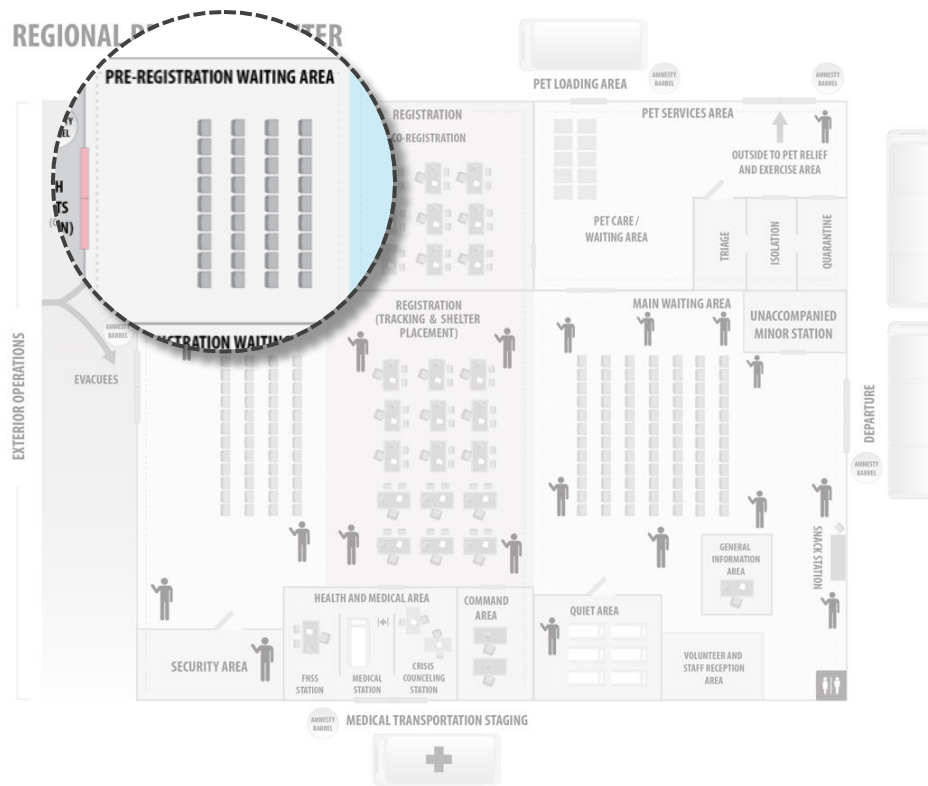 REGIONAL
PRE-REGISTRATION WAITING AREA
REGISTRATION
CO-REGISTRATION
PET LOADING AREA
AMNESTY
BARREL
AMNESTY
BARREL
PET SERVICES AREA
OUTSIDE TO PET RELIEF
AND EXERCISE AREA
PET CARE /
WAITING AREA
TRIAGE
ISOLATION
QUARANTINE
REGISTRATION
(TRACKING & SHELTER
PLACEMENT)
MAIN WAITING AREA
UNACCOMPANIED
MINOR STATION
AMNESTY
BARREL
EVACUEES
EXTERIOR OPERATIONS
DEPARTURE
AMNESTY
BARREL
SNACK STATION
GENERAL
INFORMATION
AREA
HEALTH AND MEDICAL AREA
COMMAND
AREA
QUIET AREA
SECURITY AREA
FNSS
STATION
MEDICAL
STATION
CRISIS
COUNCELING
STATION
VOLUNTEER AND
STAFF RECEPTION
AREA
AMNESTY
BARREL
MEDICAL TRANSPORTATION STAGING